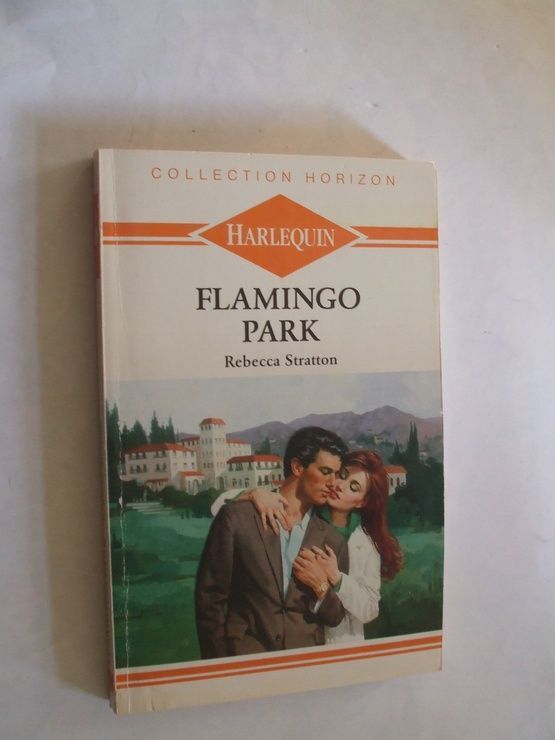 COLLECTION HORIZON
HARLEQUIN
FLAMINGO
PARK
Rebecca Stratton